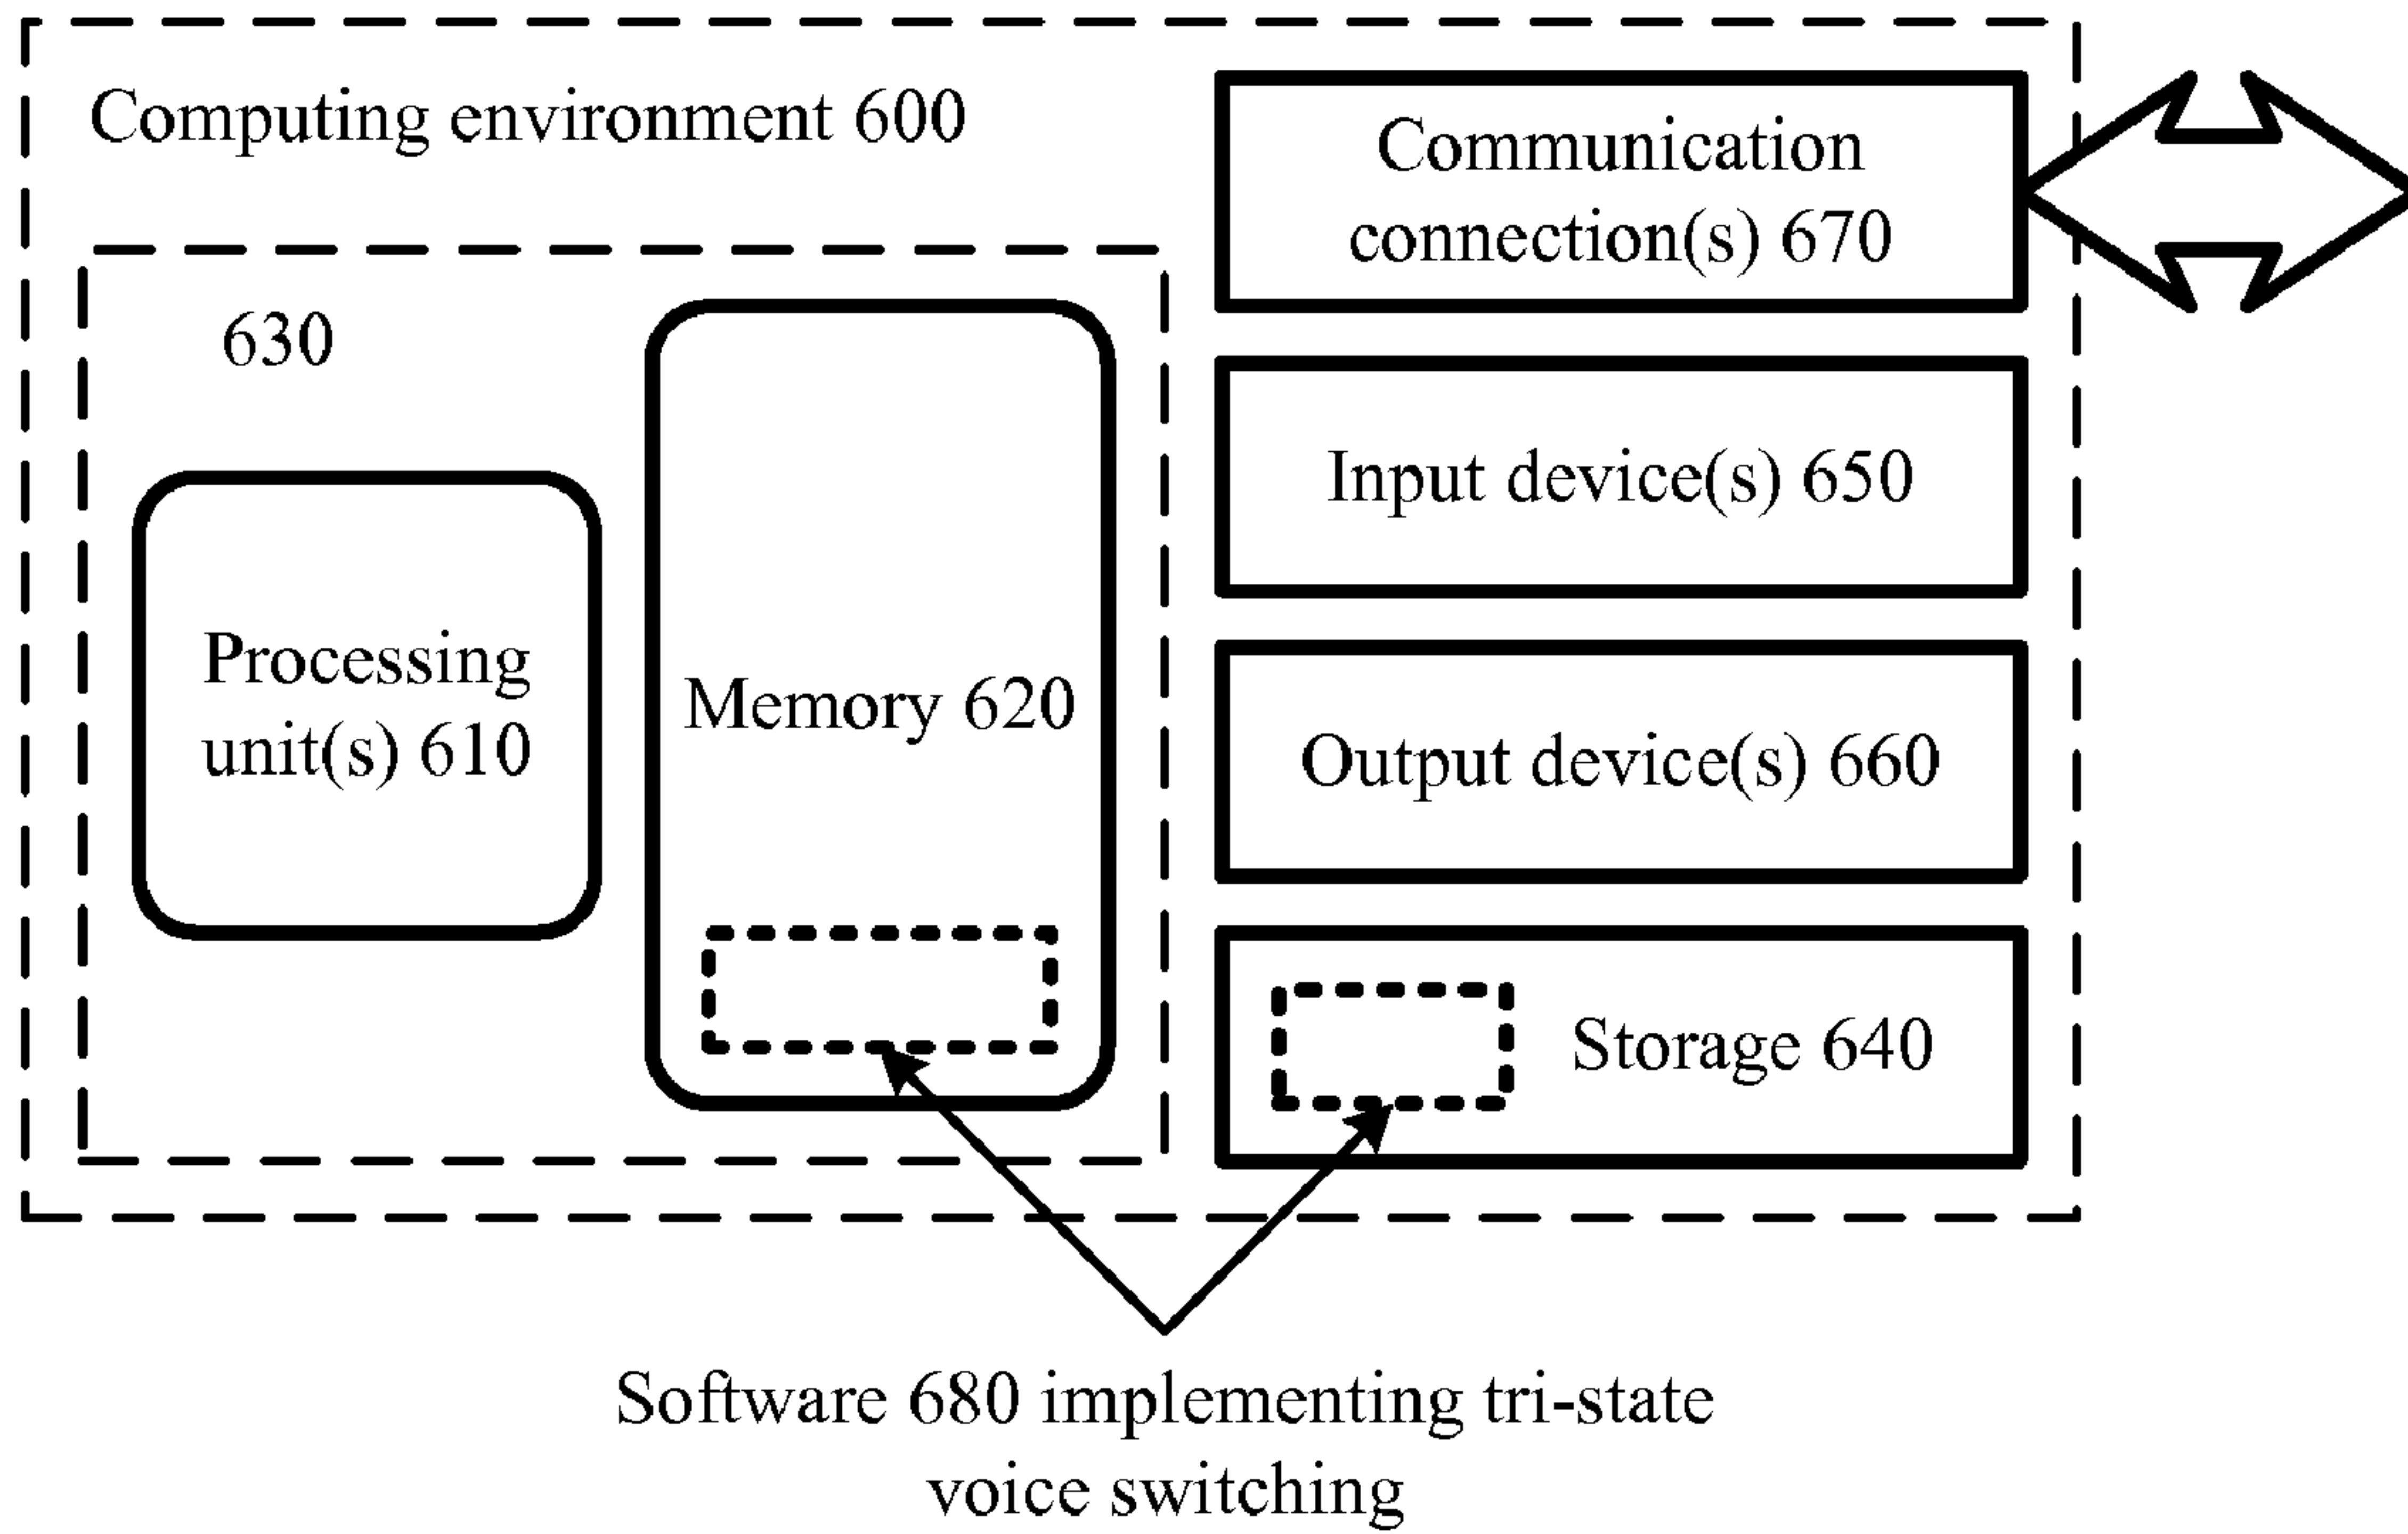 Computing environment 600
630
Processing
unit(s) 610
Memory 620
Communication
connection(s) 670
Input device(s) 650
Output device(s) 660
Storage 640
Software 680 implementing tri-state
voice switching